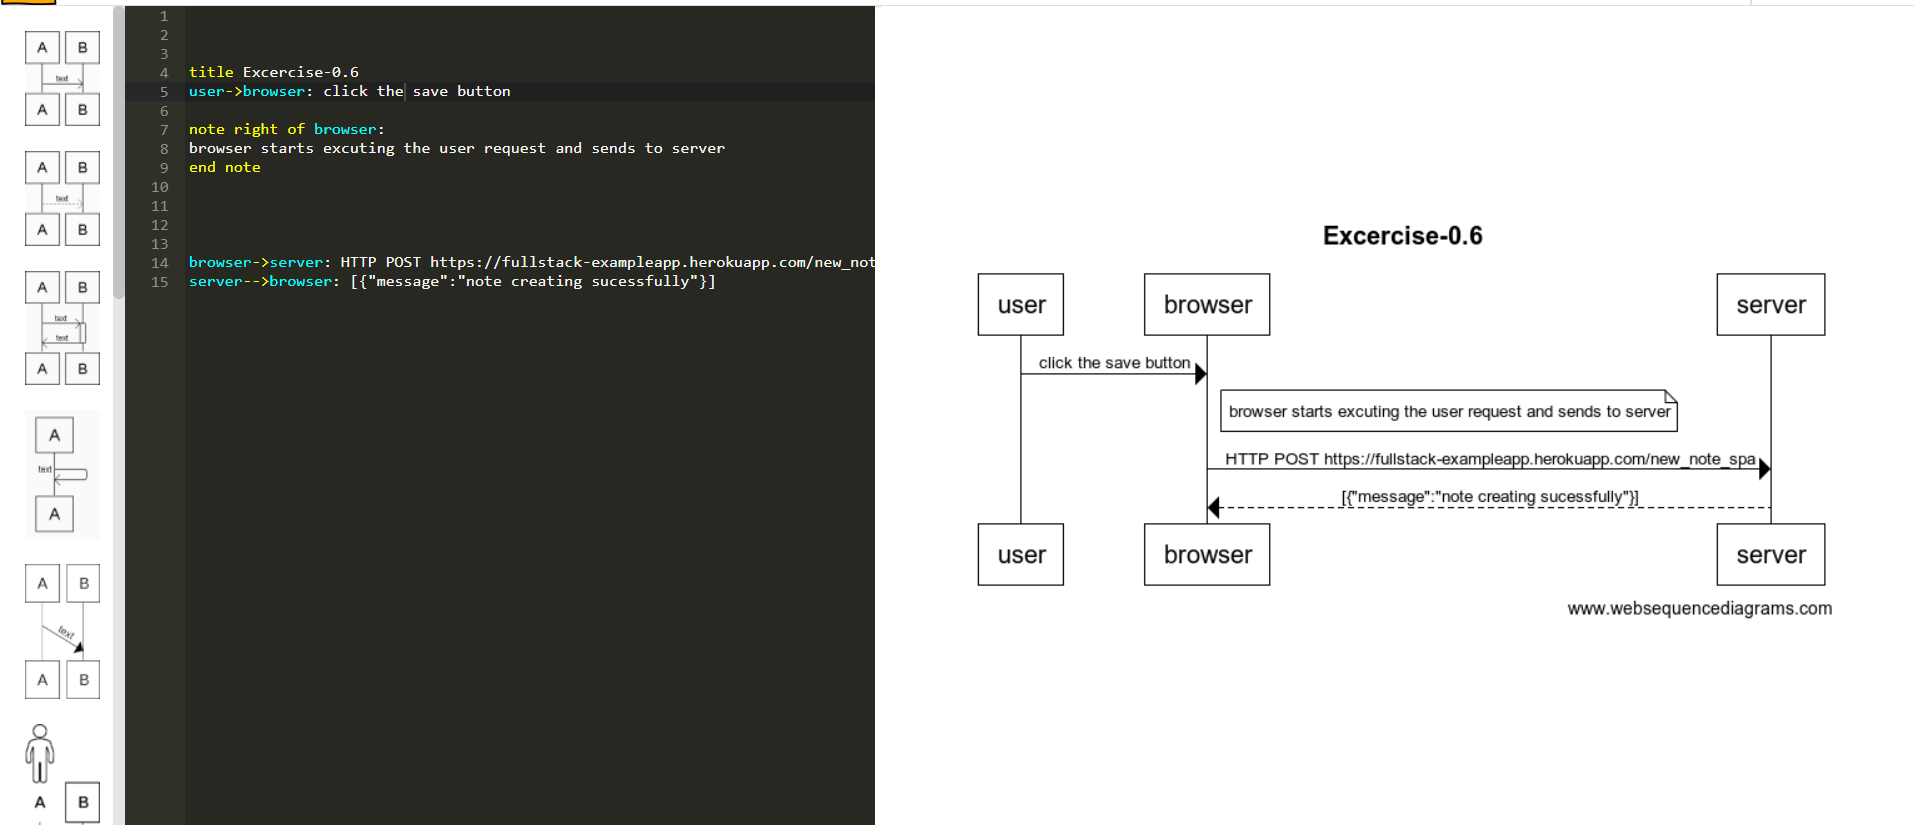 A B
text
A B
A B
text
A B
A B
text
text
A B
A
text
A
A B
text
A B
A B
1
2
3
4 title Excercise-0.6
5 user->browser: click the save button
6
7 note right of browser:
8 browser starts excuting the user request and sends to server
9 end note
10
11
12
13
14 browser->server: HTTP POST https://fullstack-exampleapp.herokuapp.com/new_not
15 server-->browser: [{"message":"note creating sucessfully"}]
Excercise-0.6
user browser server
click the save button
browser starts excuting the user request and sends to server
HTTP POST https://fullstack-exampleapp.herokuapp.com/new_note_spa
[{"message":"note creating sucessfully"}]
user browser server
www.websequencediagrams.com